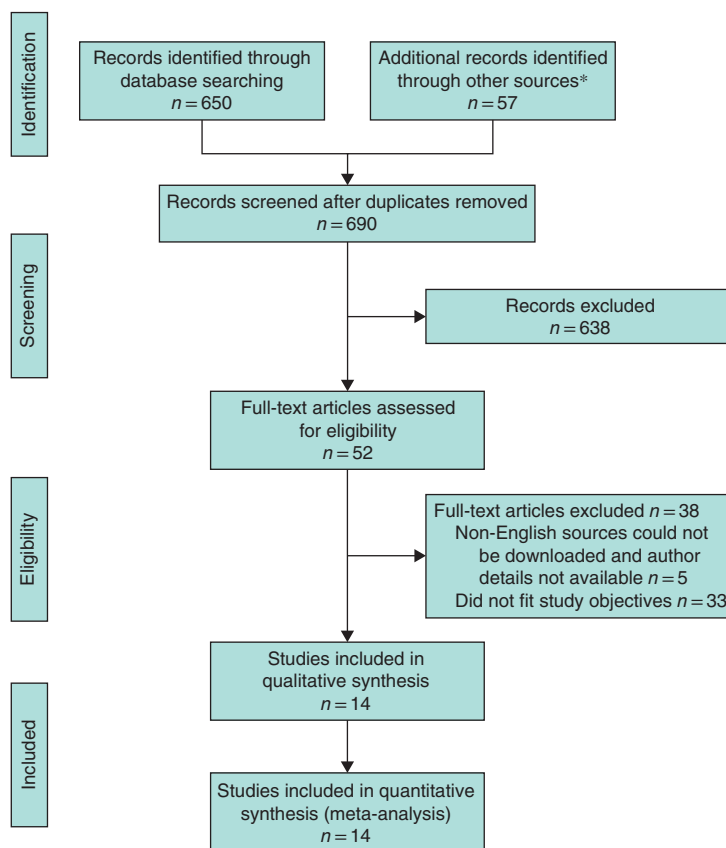 Identification
Records identified through
database searching
n = 650
Additional records identified
through other sources*
n = 57
Records screened after duplicates removed
n = 690
Screening
Records excluded
n = 638
Full-text articles assessed
for eligibility
n = 52
Eligibility
Full-text articles excluded n = 38
Non-English sources could not
be downloaded and author
details not available n = 5
Did not fit study objectives n = 33
Studies included in
qualitative synthesis
n = 14
Included
Studies included in quantitative
synthesis (meta-analysis)
n = 14